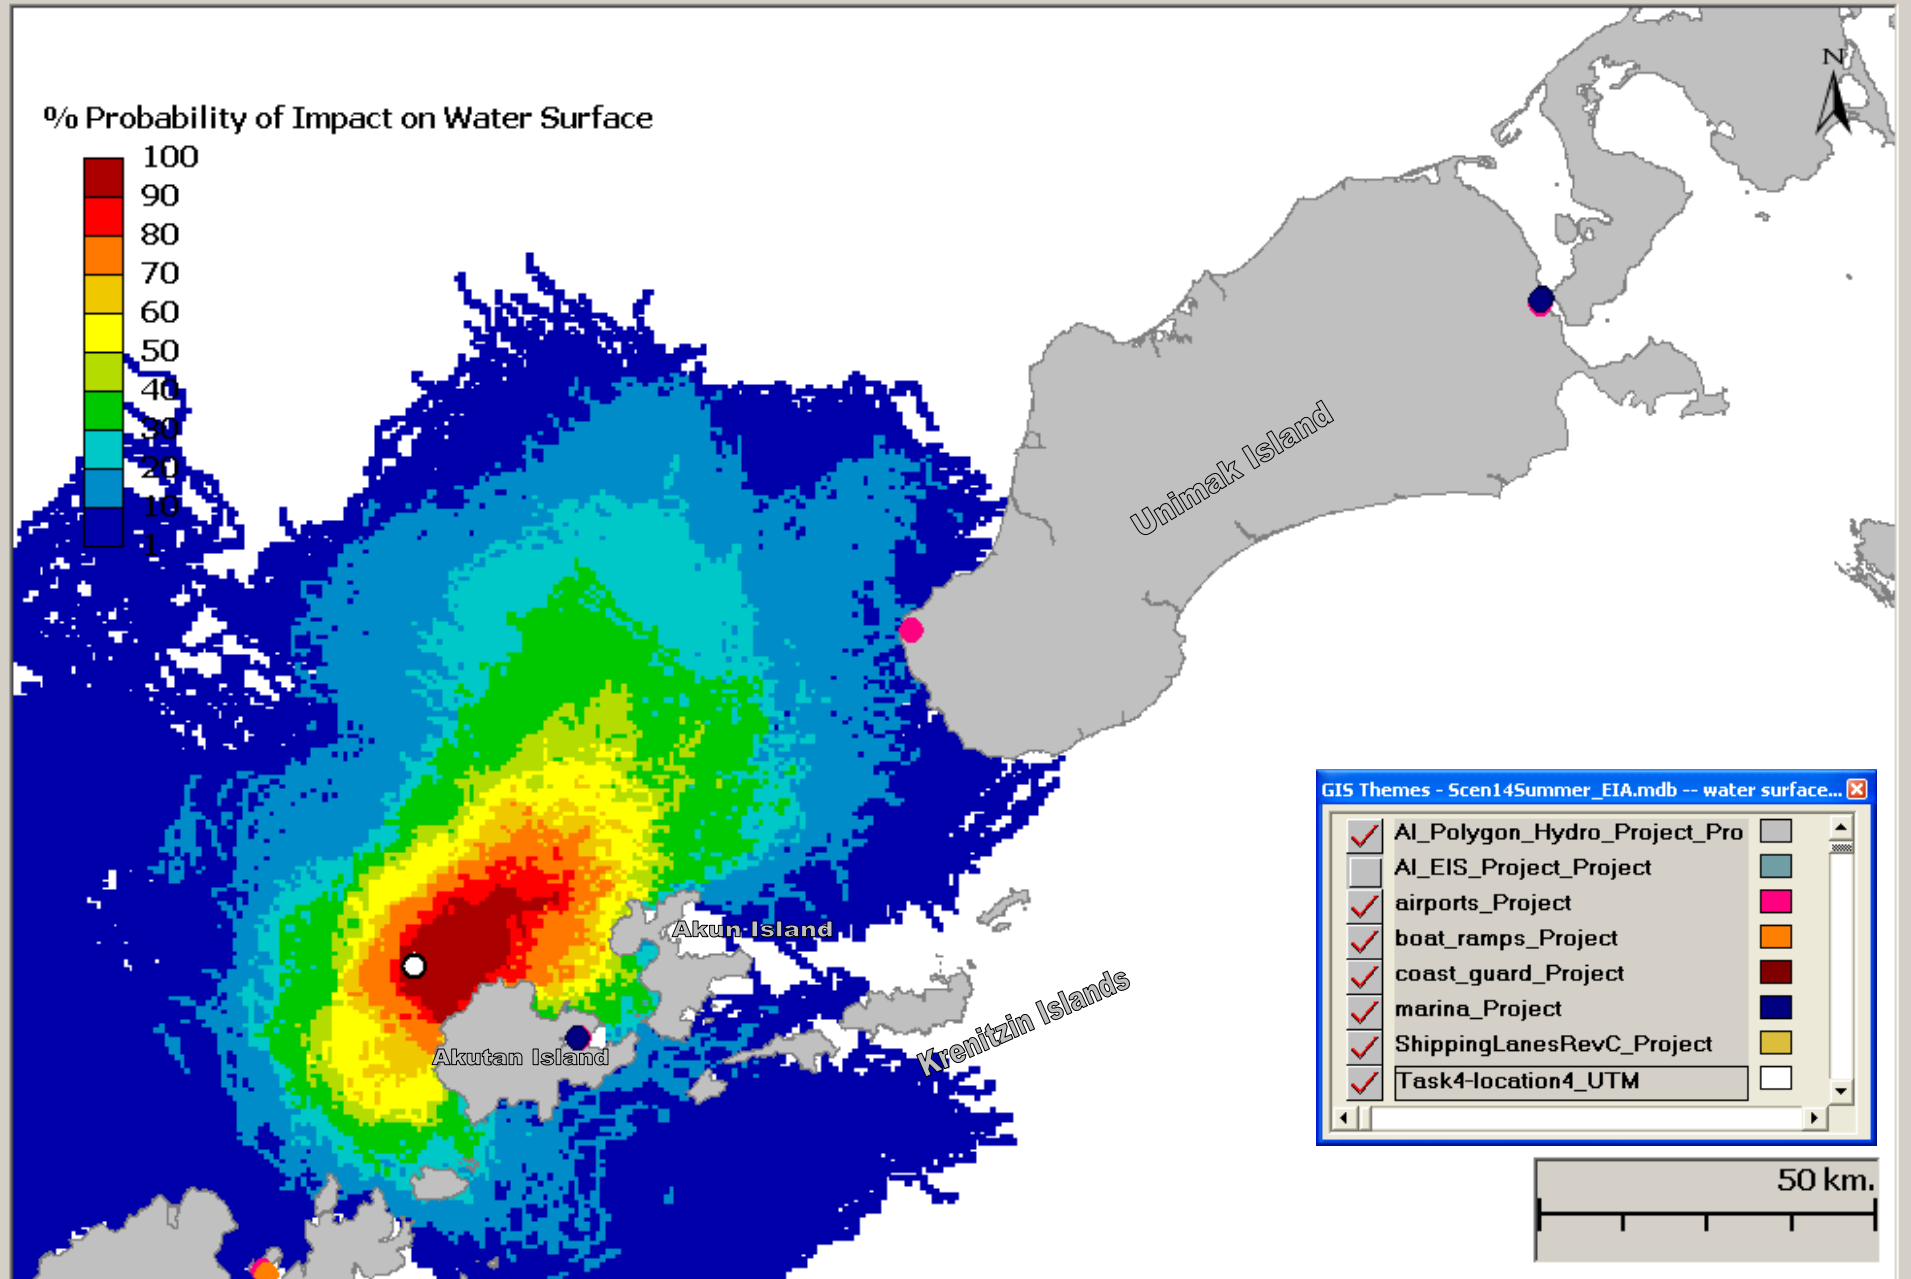 N
% Probability of Impact on Water Surface
100
90
80
70
60
50
40
30
20
10
1
Unimak Island
Akun Island
Krenitzin Islands
Akutan Island
GIS Themes - Scen14Summer_EIA.mdb -- water surface...
AI_Polygon_Hydro_Project_Pro
AI_EIS_Project_Project
airports_Project
boat_ramps_Project
coast_guard_Project
marina_Project
ShippingLanesRevC_Project
Task4-location4_UTM
50 km.